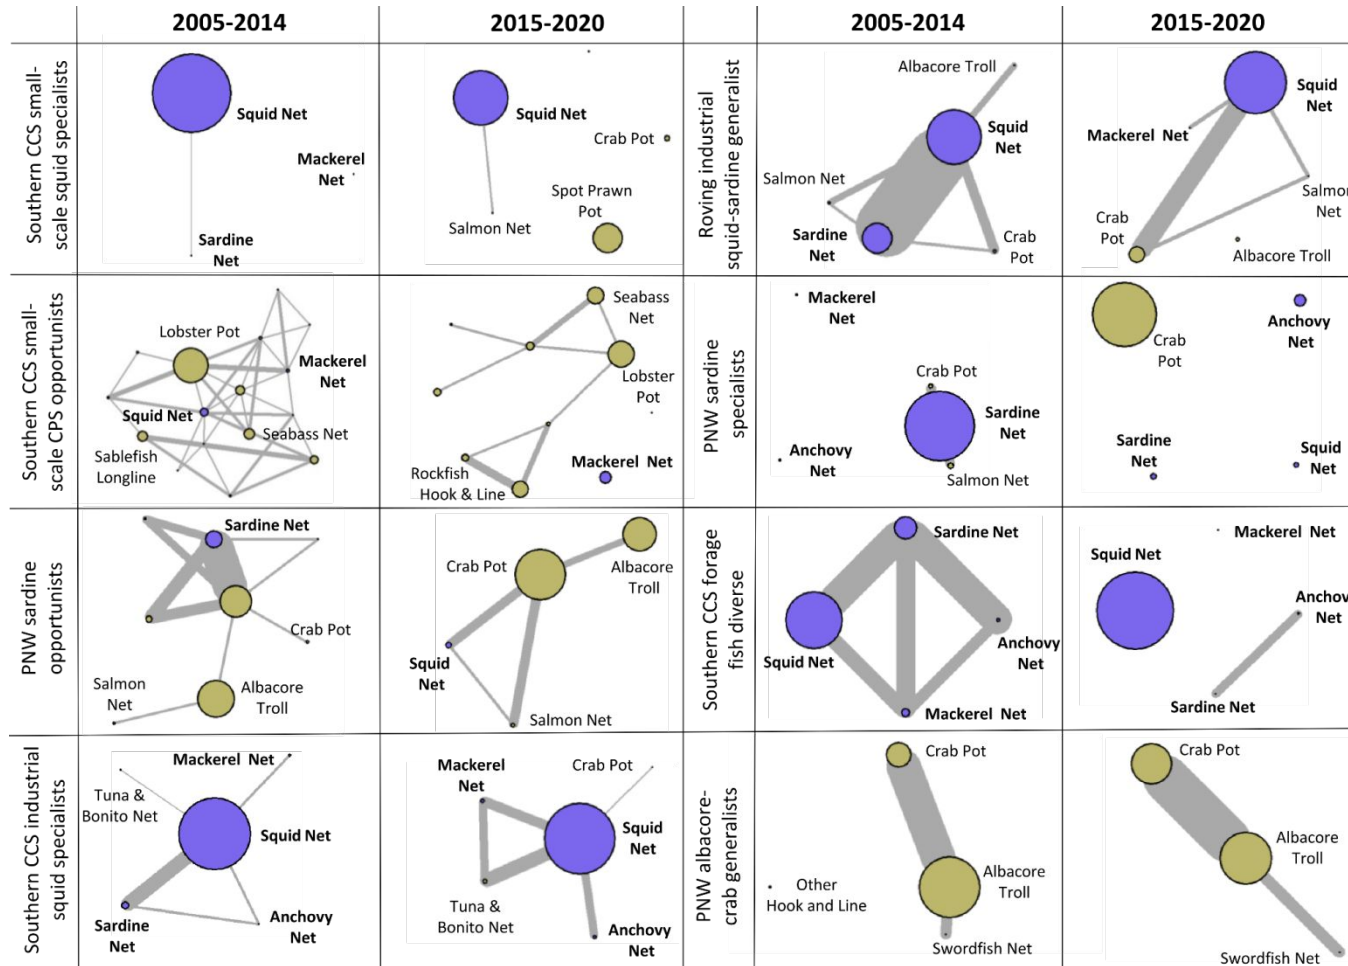 2005-2014
2015-2020
2005-2014
2015-2020
Southern CCS small-
scale squid specialists
Squid Net
Mackerel
Net
Sardine
Net
Squid Net
Crab Pot
Spot Prawn
Pot
Salmon Net
Roving industrial
squid-sardine generalist
Albacore Troll
Squid
Net
Salmon Net
Sardine
Net
Crab
Pot
Squid
Net
Mackerel Net
Salmon
Net
Crab
Pot
Albacore Troll
Southern CCS small-
scale CPS opportunists
Lobster Pot
Mackerel
Net
Squid Net
Seabass Net
Sablefish
Longline
Seabass
Net
Lobster
Pot
Rockfish
Hook & Line
Mackerel Net
PNW sardine
specialists
Mackerel
Net
Crab Pot
Sardine
Net
Anchovy
Net
Salmon Net
Crab
Pot
Anchovy
Net
Sardine
Net
Squid
Net
PNW sardine
opportunists
Sardine Net
Crab Pot
Salmon
Net
Albacore
Troll
Crab Pot
Albacore
Troll
Squid
Net
Salmon Net
Southern CCS forage
fish diverse
Sardine Net
Squid Net
Anchovy
Net
Mackerel Net
Mackerel Net
Squid Net
Anchovy
Net
Sardine Net
Southern CCS industrial
squid specialists
Mackerel Net
Tuna &
Bonito Net
Squid Net
Sardine
Net
Anchovy
Net
Mackerel
Net
Crab Pot
Squid
Net
Tuna &
Bonito Net
Anchovy
Net
PNW albacore-
crab generalists
Crab Pot
Albacore
Troll
Other
Hook and Line
Swordfish Net
Crab Pot
Albacore
Troll
Swordfish Net